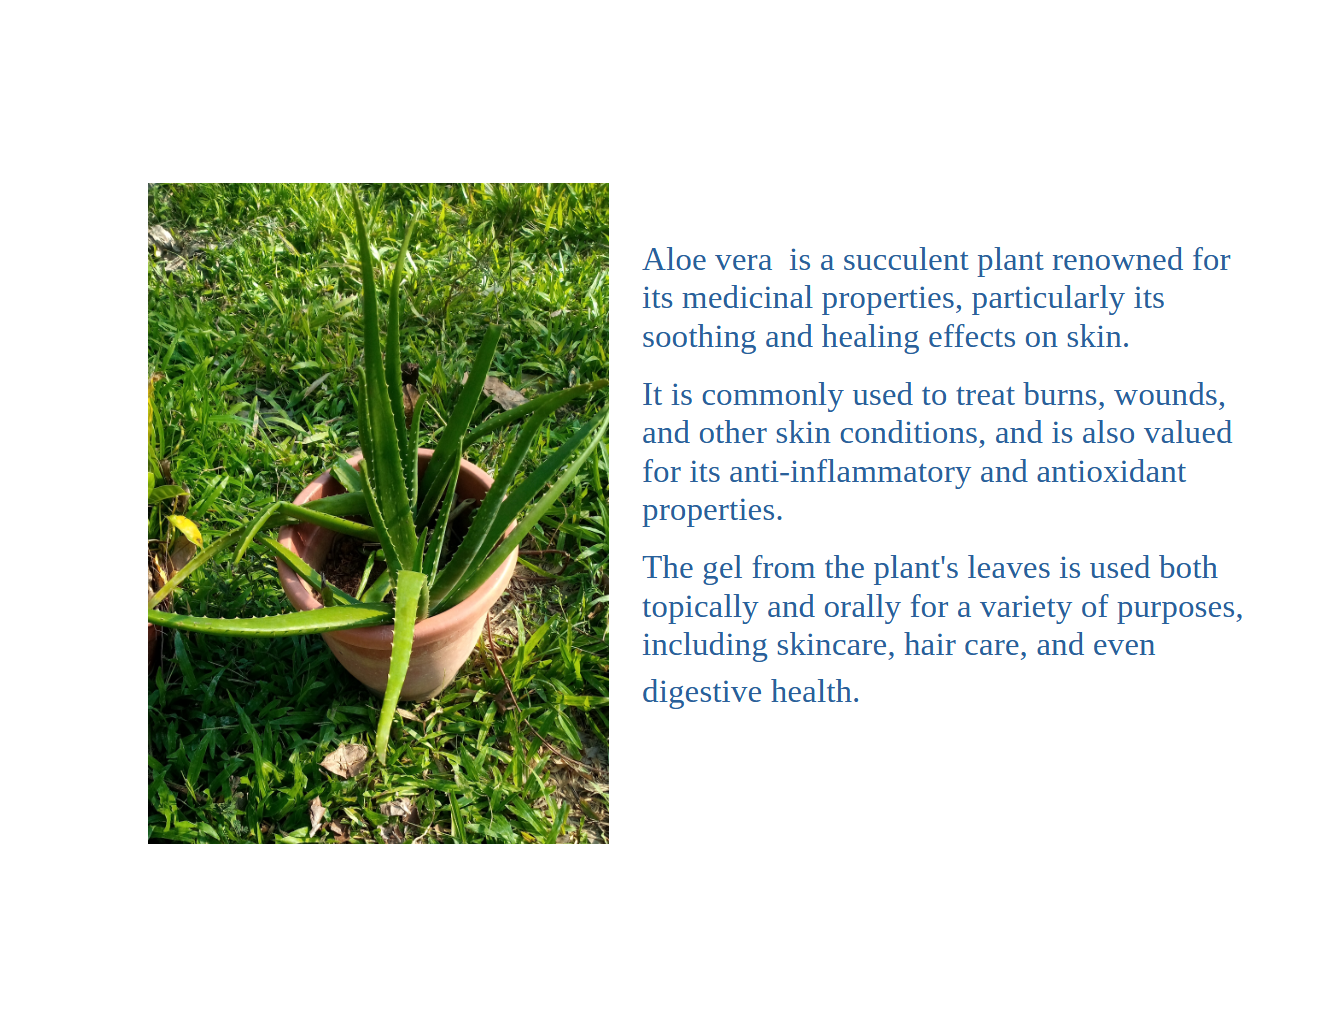 Aloe vera  is a succulent plant renowned for
its medicinal properties, particularly its
soothing and healing effects on skin.
It is commonly used to treat burns, wounds,
and other skin conditions, and is also valued
for its anti-inflammatory and antioxidant
properties.
The gel from the plant's leaves is used both
topically and orally for a variety of purposes,
including skincare, hair care, and even
digestive health.